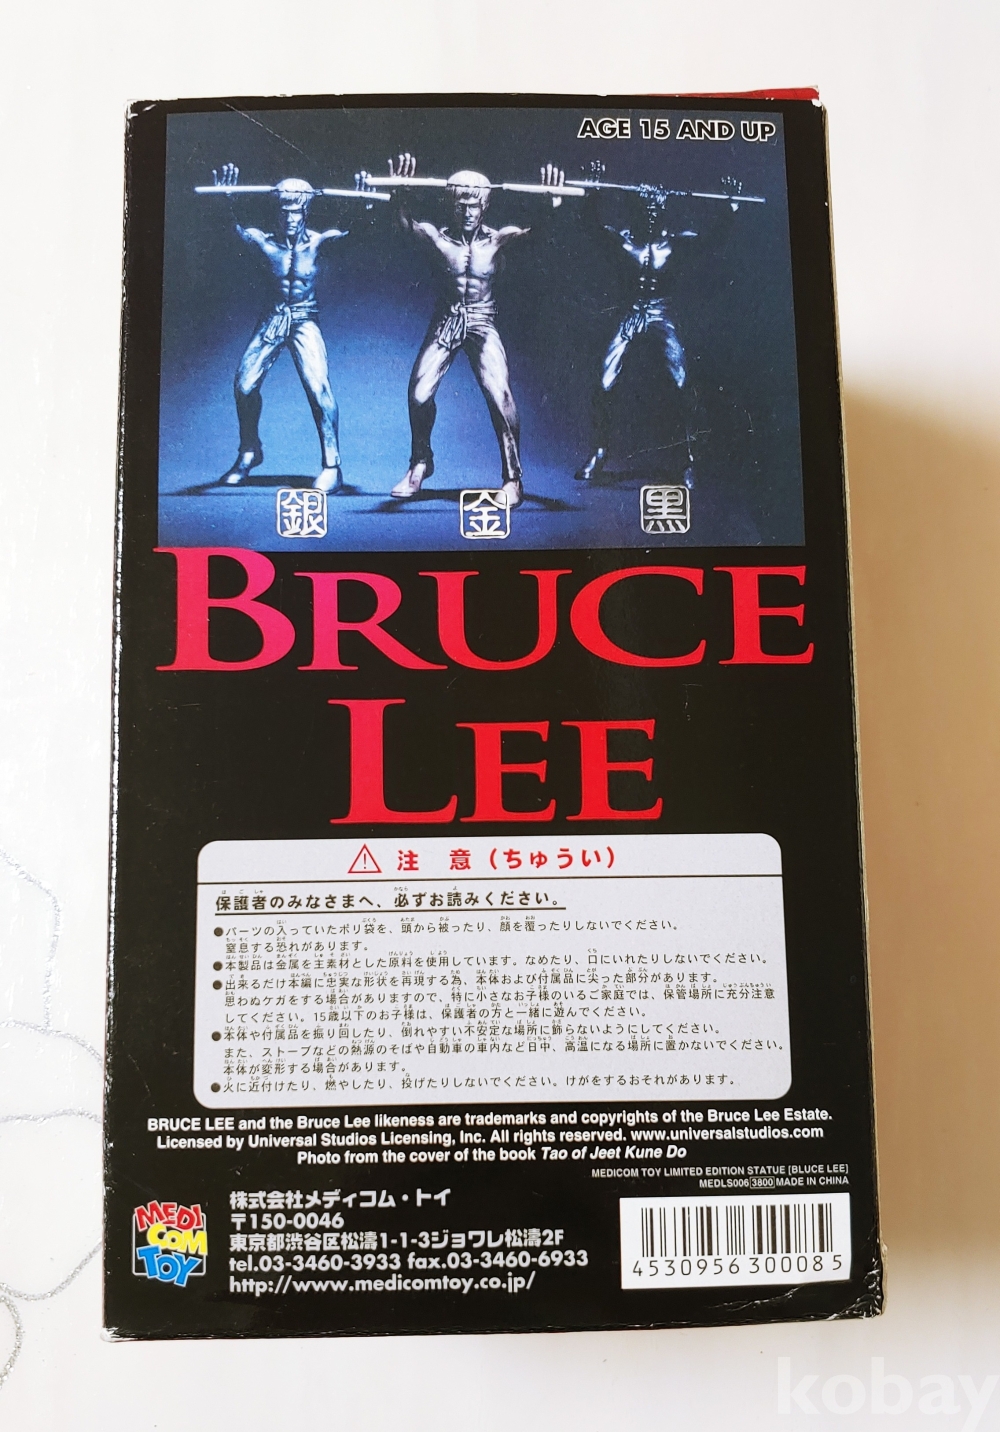 AGE 15 AND UP
銀 金 黒
BRUCE
LEE
注 意（ちゅうい）
保護者のみなさまへ、必ずお読みください。
●パーツの入っていたポリ袋を、頭から被ったり、顔を覆ったりしないでください。
窒息する恐れがあります。
●本製品は金属を主素材とした原料を使用しています。なめたり、口にいれたりしないでください。
●出来るだけ本編に忠実な形状を再現する為、本体および付属品に尖った部分があります。
思わぬケガをする場合がありますので、特に小さなお子様のいるご家庭では、保管場所に充分注意
してください。15歳以下のお子様は、保護者の方と一緒に遊んでください。
●本体や付属品を振り回したり、倒れやすい不安定な場所に飾らないようにしてください。
また、ストーブなどの熱源のそばや自動車の車内など日中、高温になる場所に置かないでください。
本体が変形する場合があります。
●火に近付けたり、燃やしたり、投げたりしないでください。けがをするおそれがあります。
BRUCE LEE and the Bruce Lee likeness are trademarks and copyrights of the Bruce Lee Estate.
Licensed by Universal Studios Licensing, Inc. All rights reserved. www.universalstudios.com
Photo from the cover of the book Tao of Jeet Kune Do
MEDICOM TOY LIMITED EDITION STATUE [BLUCE LEE]
MEDLS006 3800 MADE IN CHINA
MEDI
COM
TOY
株式会社メディコム・トイ
〒150-0046
東京都渋谷区松濤1-1-3ジョワレ松濤2F
tel.03-3460-3933 fax.03-3460-6933
http://www.medicomtoy.co.jp/
4530956300085
kobay